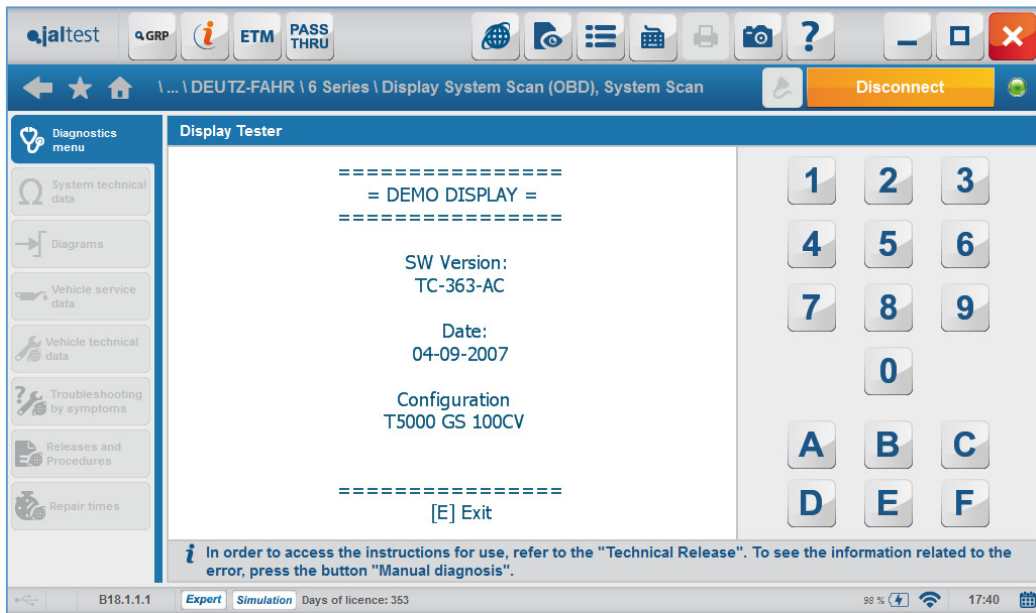 jaltest
GRP
i
ETM
PASS THRU
?
\ ... \ DEUTZ-FAHR \ 6 Series \ Display System Scan (OBD), System Scan
Disconnect
Diagnostics menu
System technical data
Diagrams
Vehicle service data
Vehicle technical data
Troubleshooting by symptoms
Releases and Procedures
Repair times
Display Tester
================
= DEMO DISPLAY =
================
SW Version:
TC-363-AC
Date:
04-09-2007
Configuration
T5000 GS 100CV
================
[E] Exit
1 2 3
4 5 6
7 8 9
0
A B C
D E F
i In order to access the instructions for use, refer to the "Technical Release". To see the information related to the
error, press the button "Manual diagnosis".
B18.1.1.1 Expert Simulation Days of licence: 353 98 % 17:40